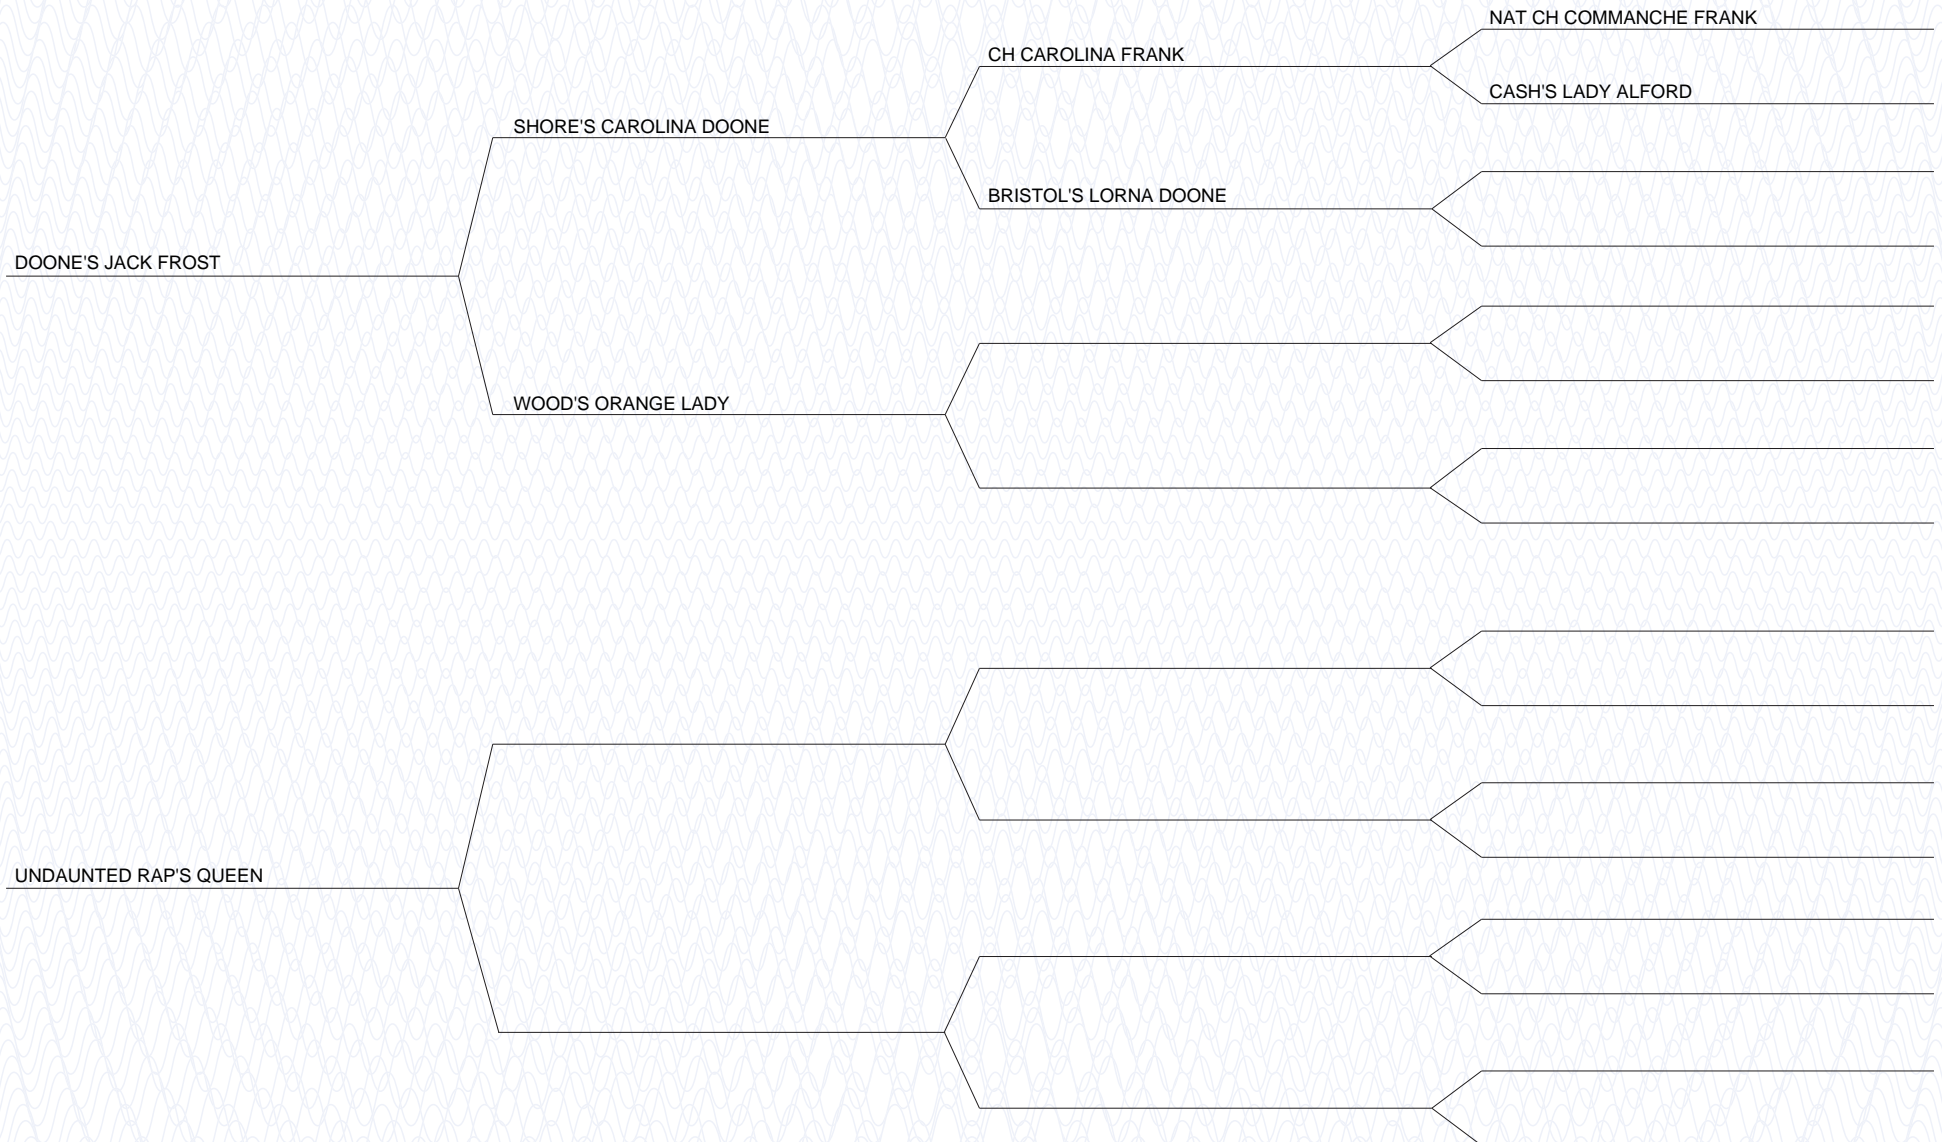 NAT CH COMMANCHE FRANK
CH CAROLINA FRANK
CASH'S LADY ALFORD
SHORE'S CAROLINA DOONE
BRISTOL'S LORNA DOONE
DOONE'S JACK FROST
WOOD'S ORANGE LADY
UNDAUNTED RAP'S QUEEN